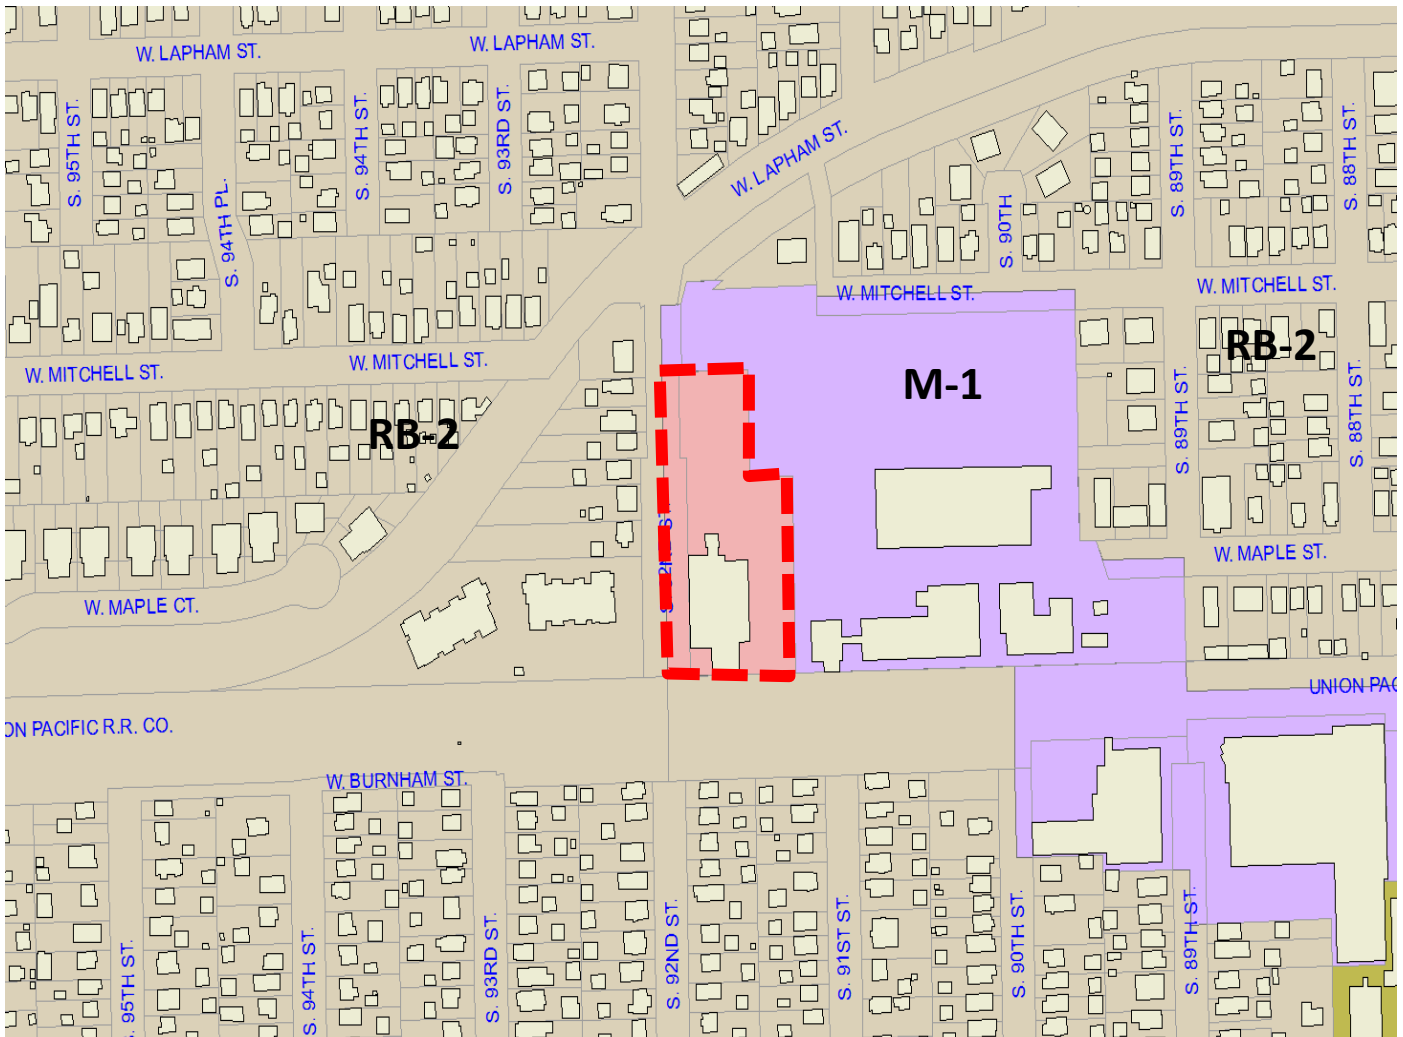 W. LAPHAM ST.
W. LAPHAM ST.
S. 95TH ST.
S. 94TH PL.
S. 94TH ST.
S. 93RD ST.
W. LAPHAM ST.
S. 90TH
S. 89TH ST.
S. 88TH ST.
W. MITCHELL ST.
W. MITCHELL ST.
W. MITCHELL ST.
W. MITCHELL ST.
RB-2
M-1
RB-2
S. 89TH ST.
S. 88TH ST.
W. MAPLE ST.
W. MAPLE CT.
UNION PAC
ON PACIFIC R.R. CO.
W. BURNHAM ST.
S. 95TH ST.
S. 94TH ST.
S. 93RD ST.
S. 92ND ST.
S. 91ST ST.
S. 90TH ST.
S. 89TH ST.